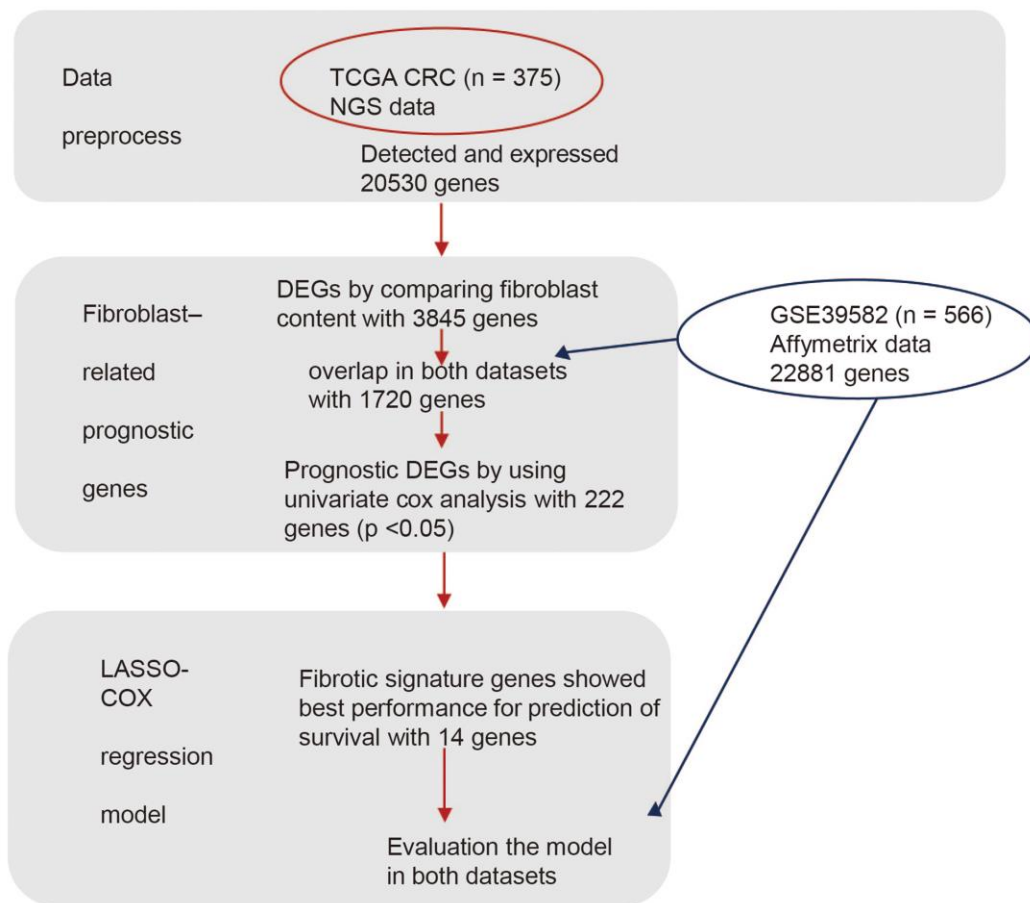 Data
preprocess
TCGA CRC (n = 375)
NGS data
Detected and expressed
20530 genes
Fibroblast–
related
prognostic
genes
DEGs by comparing fibroblast
content with 3845 genes
overlap in both datasets
with 1720 genes
Prognostic DEGs by using
univariate cox analysis with 222
genes (p <0.05)
GSE39582 (n = 566)
Affymetrix data
22881 genes
LASSO-
COX
regression
model
Fibrotic signature genes showed
best performance for prediction of
survival with 14 genes
Evaluation the model
in both datasets